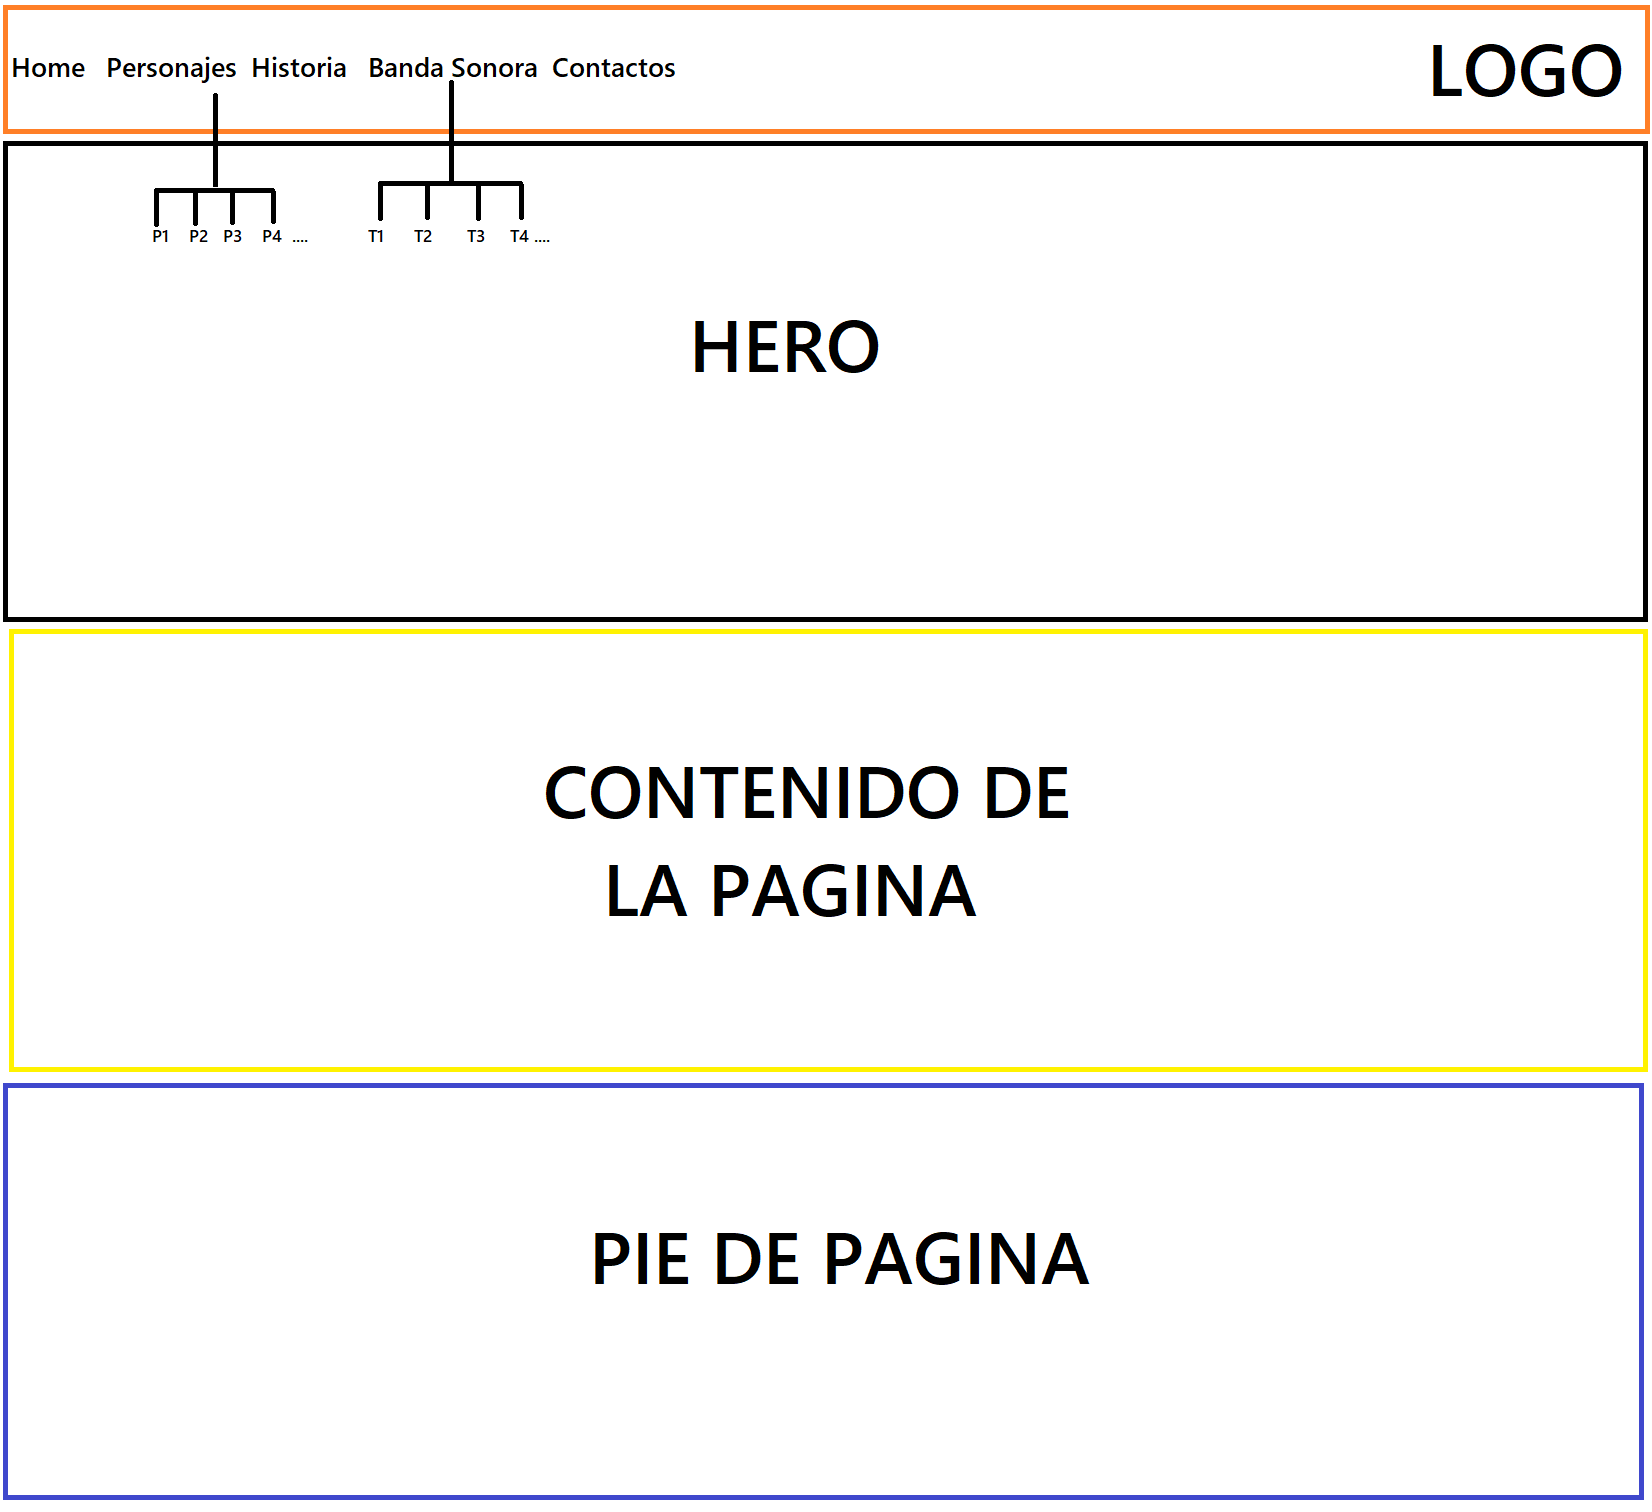 Home Personajes Historia Banda Sonora Contactos LOGO
P1 P2 P3 P4 .... T1 T2 T3 T4 ....
HERO
CONTENIDO DE
LA PAGINA
PIE DE PAGINA